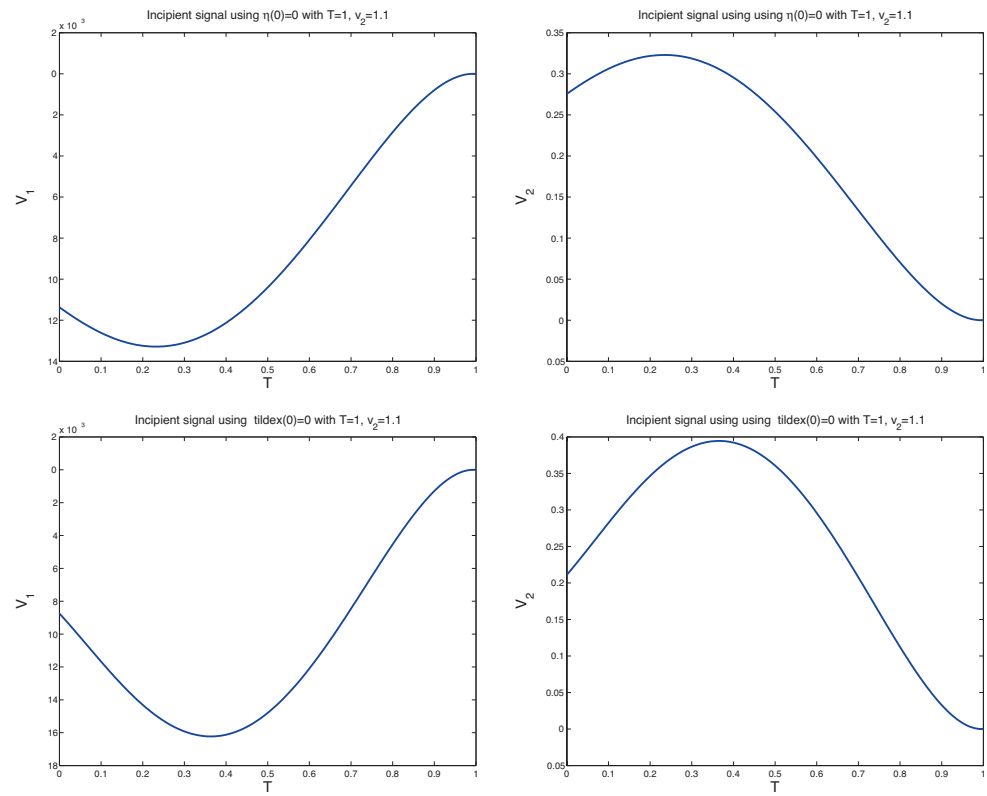 Incipient signal using η(0)=0 with T=1, v2=1.1
x 10 3
2
0
2
4
6
8
10
12
14
V1
0 0.1 0.2 0.3 0.4 0.5 0.6 0.7 0.8 0.9 1
T
Incipient signal using using η(0)=0 with T=1, v2=1.1
0.35
0.3
0.25
0.2
0.15
0.1
0.05
0
0.05
V2
0 0.1 0.2 0.3 0.4 0.5 0.6 0.7 0.8 0.9 1
T
Incipient signal using tildex(0)=0 with T=1, v2=1.1
x 10 3
2
0
2
4
6
8
10
12
14
16
18
V1
0 0.1 0.2 0.3 0.4 0.5 0.6 0.7 0.8 0.9 1
T
Incipient signal using using tildex(0)=0 with T=1, v2=1.1
0.4
0.35
0.3
0.25
0.2
0.15
0.1
0.05
0
0.05
V2
0 0.1 0.2 0.3 0.4 0.5 0.6 0.7 0.8 0.9 1
T